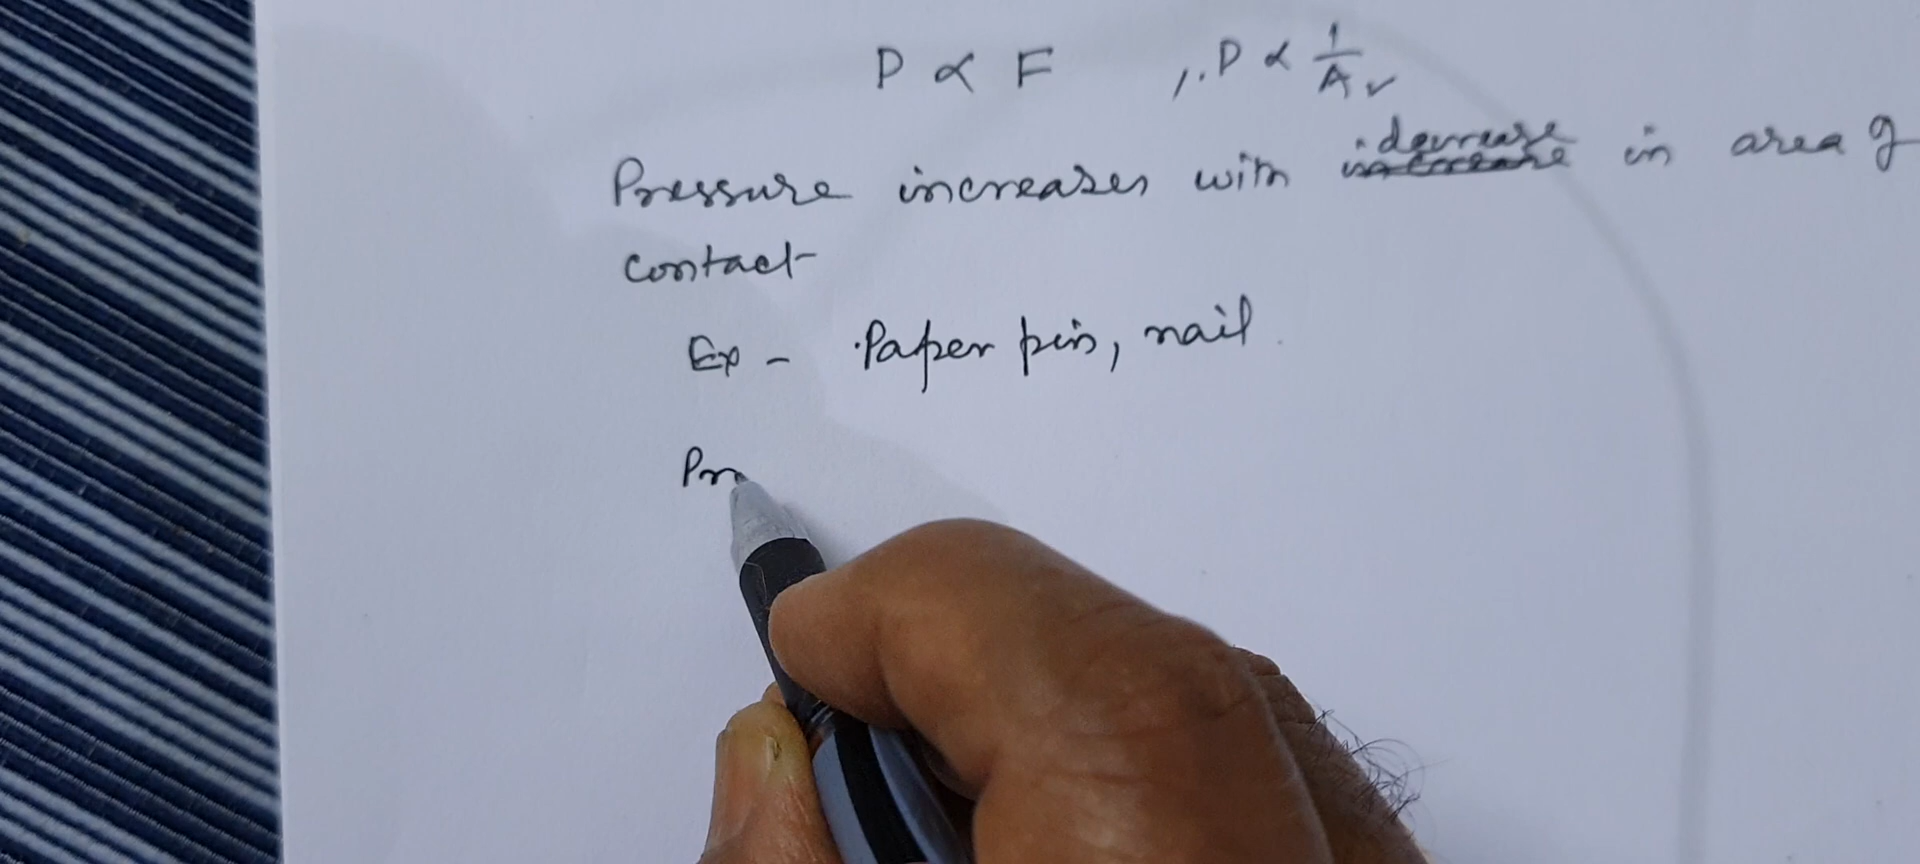 P ∝ F , . P ∝ 1/A
Pressure increases with decrease in area of
contact
Ex - Paper pin, nail.
Pr